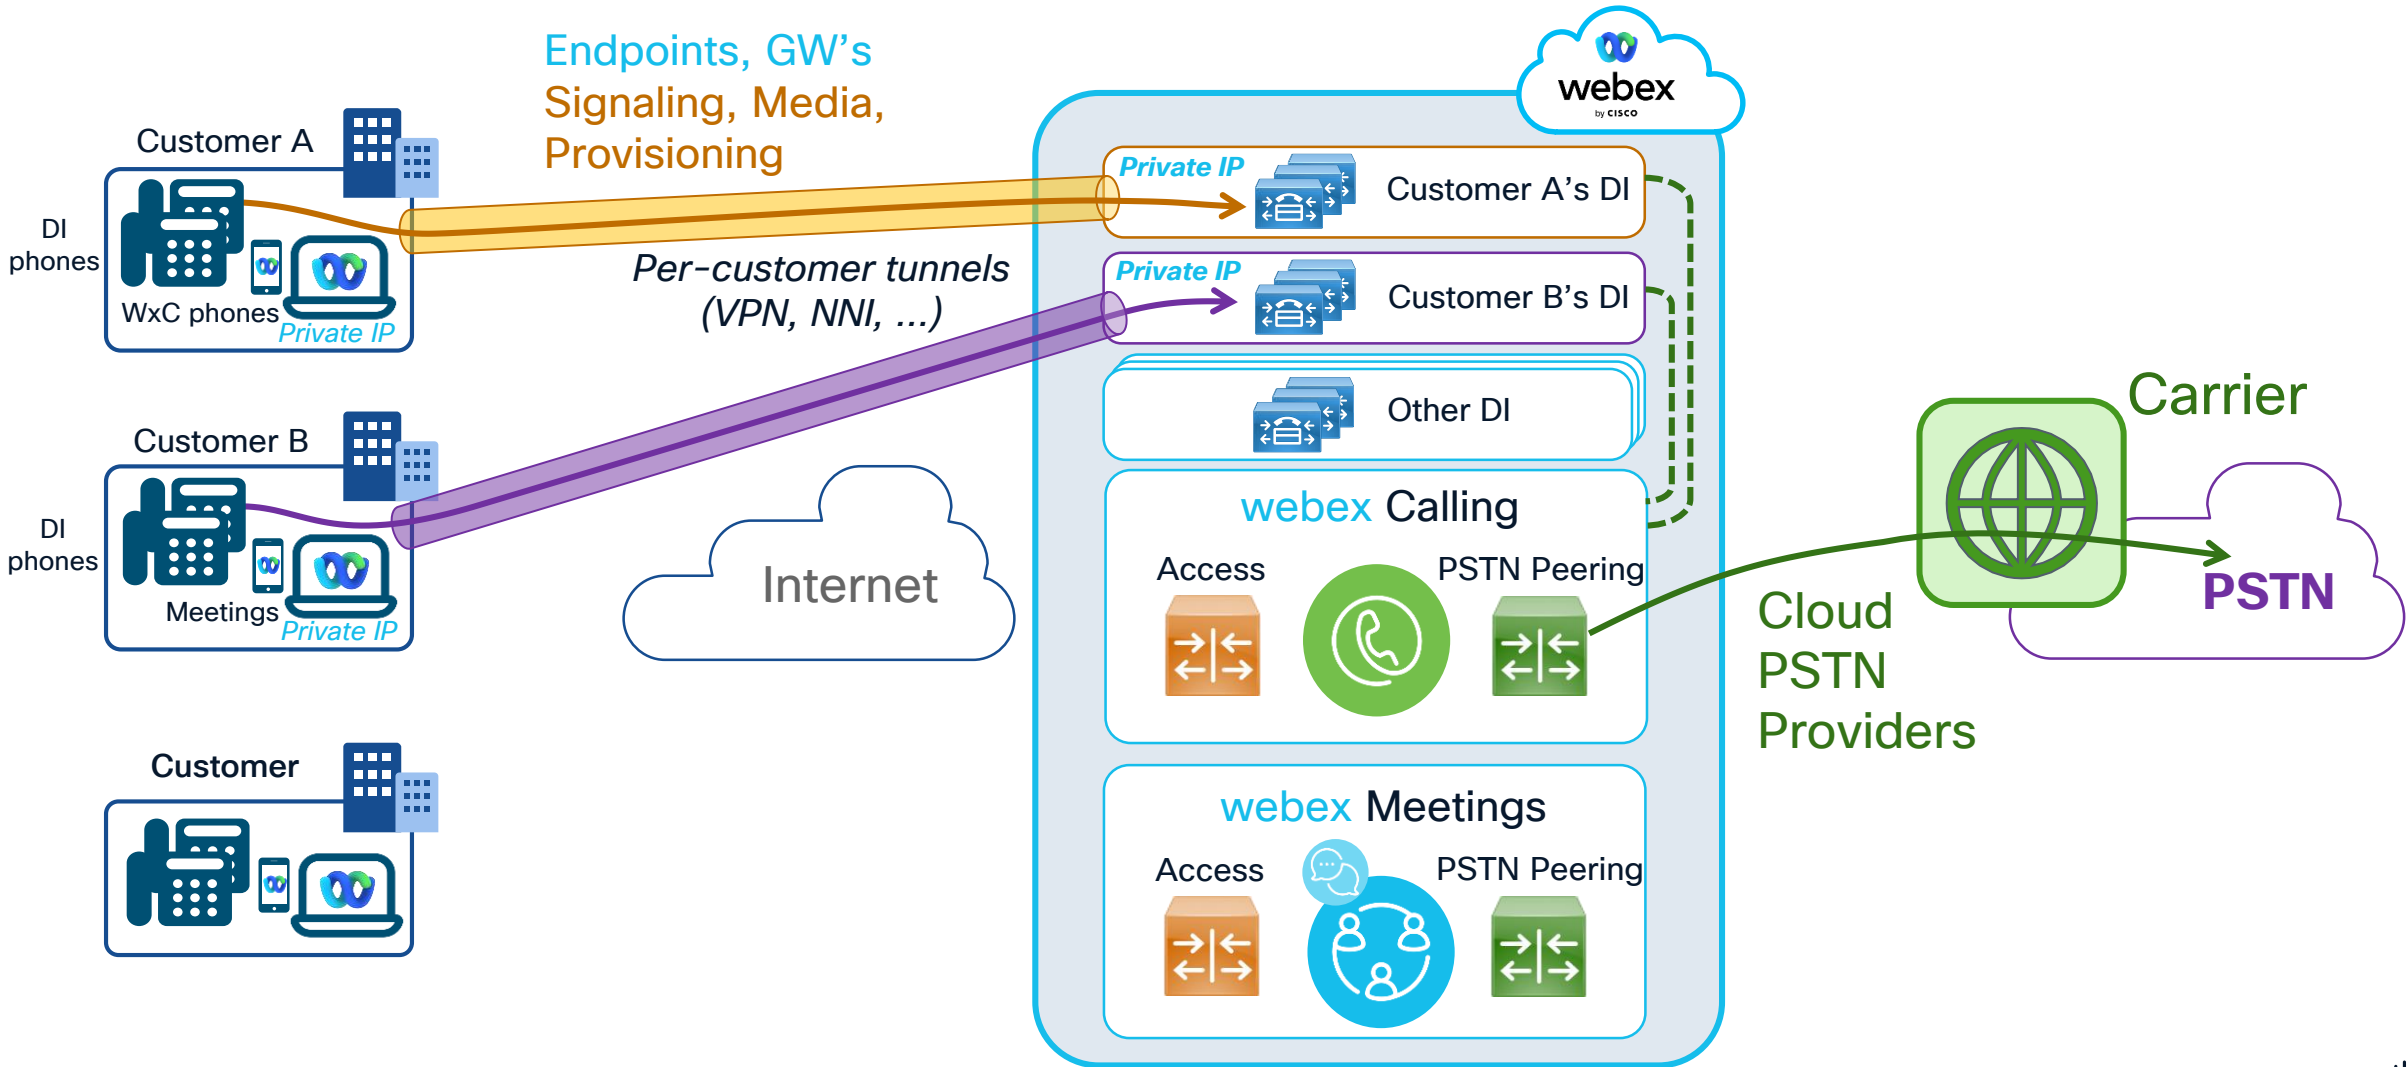 Endpoints, GW's
Signaling, Media,
Provisioning
webex
by CISCO
Customer A
DI
phones
WxC phones
Private IP
Per-customer tunnels
(VPN, NNI, ...)
Private IP
Customer A's DI
Private IP
Customer B's DI
Other DI
Customer B
DI
phones
Meetings
Private IP
Internet
webex Calling
Access
PSTN Peering
Carrier
PSTN
Cloud
PSTN
Providers
Customer
webex Meetings
Access
PSTN Peering